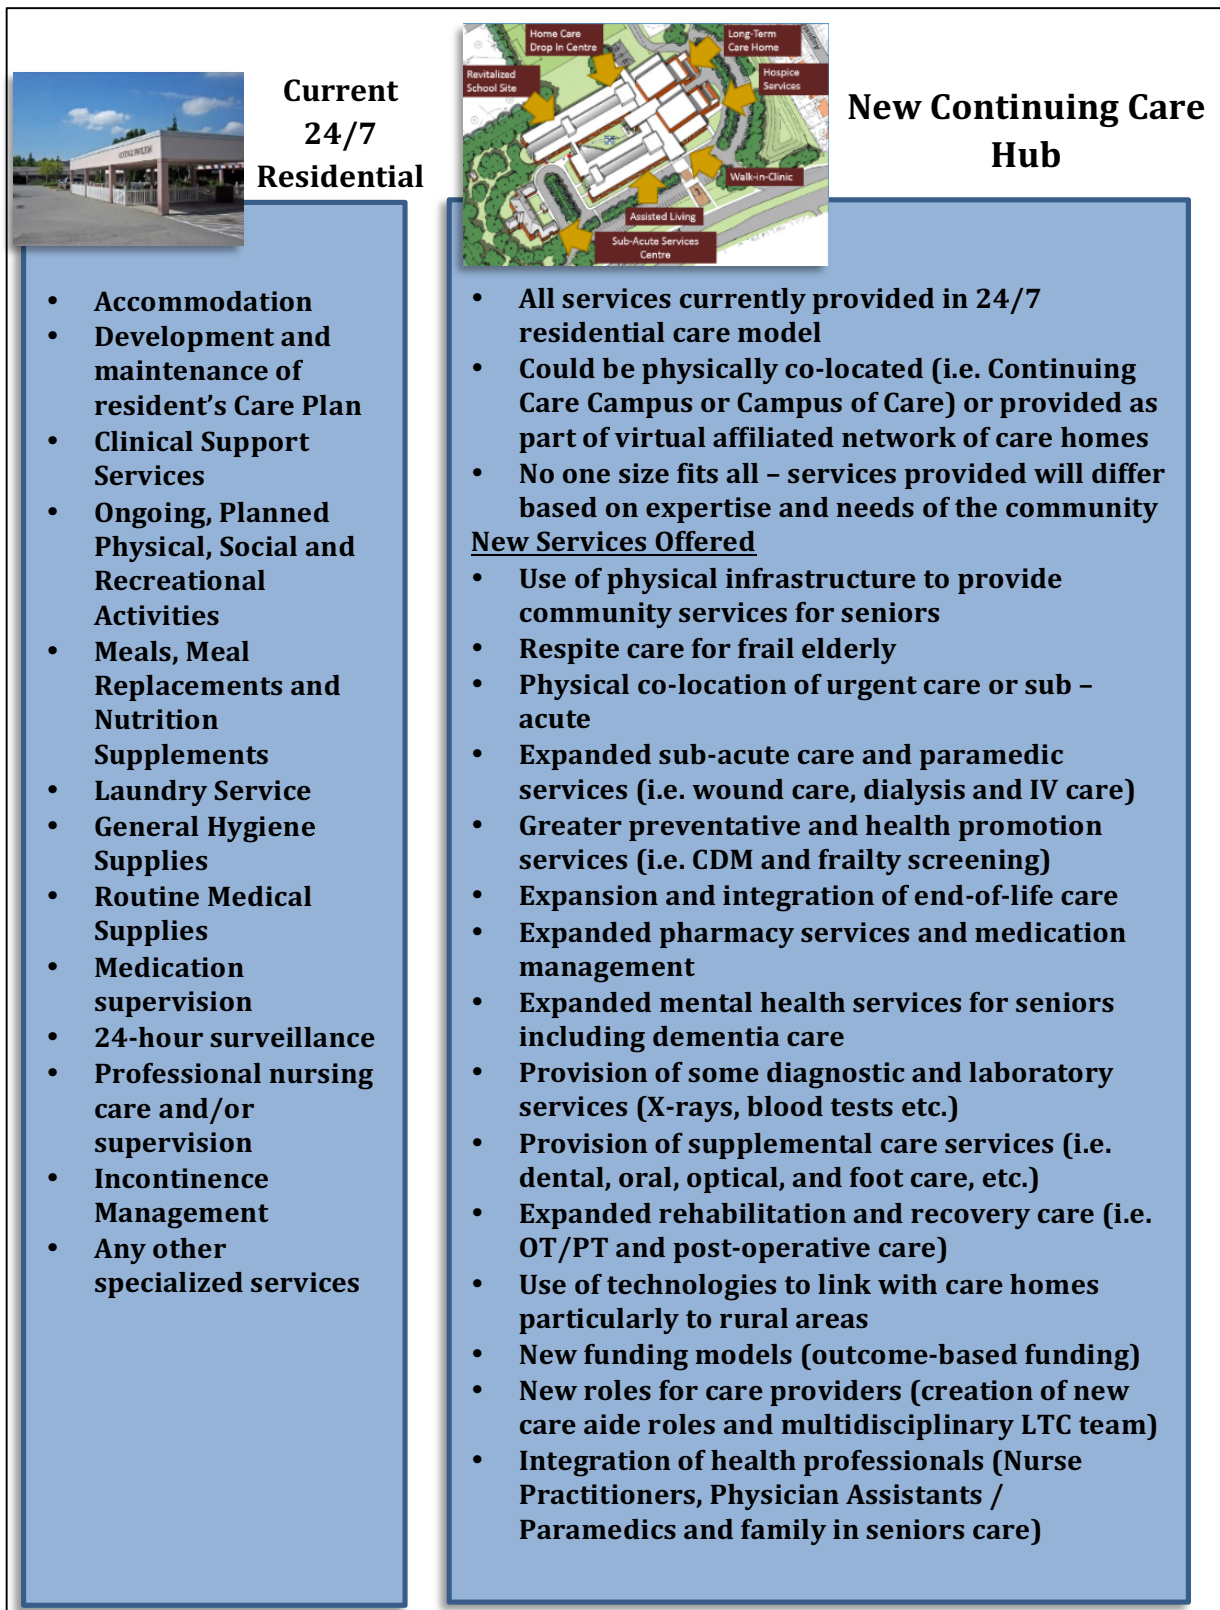 Current
24/7
Residential
Home Care
Drop In Centre
Long-Term
Care Home
Revitalized
School Site
Hospice
Services
Walk-in-Clinic
Assisted Living
Sub-Acute Services
Centre
New Continuing Care
Hub
• Accommodation
• Development and
maintenance of
resident’s Care Plan
• Clinical Support
Services
• Ongoing, Planned
Physical, Social and
Recreational
Activities
• Meals, Meal
Replacements and
Nutrition
Supplements
• Laundry Service
• General Hygiene
Supplies
• Routine Medical
Supplies
• Medication
supervision
• 24-hour surveillance
• Professional nursing
care and/or
supervision
• Incontinence
Management
• Any other
specialized services
• All services currently provided in 24/7
residential care model
• Could be physically co-located (i.e. Continuing
Care Campus or Campus of Care) or provided as
part of virtual affiliated network of care homes
• No one size fits all – services provided will differ
based on expertise and needs of the community
New Services Offered
• Use of physical infrastructure to provide
community services for seniors
• Respite care for frail elderly
• Physical co-location of urgent care or sub –
acute
• Expanded sub-acute care and paramedic
services (i.e. wound care, dialysis and IV care)
• Greater preventative and health promotion
services (i.e. CDM and frailty screening)
• Expansion and integration of end-of-life care
• Expanded pharmacy services and medication
management
• Expanded mental health services for seniors
including dementia care
• Provision of some diagnostic and laboratory
services (X-rays, blood tests etc.)
• Provision of supplemental care services (i.e.
dental, oral, optical, and foot care, etc.)
• Expanded rehabilitation and recovery care (i.e.
OT/PT and post-operative care)
• Use of technologies to link with care homes
particularly to rural areas
• New funding models (outcome-based funding)
• New roles for care providers (creation of new
care aide roles and multidisciplinary LTC team)
• Integration of health professionals (Nurse
Practitioners, Physician Assistants /
Paramedics and family in seniors care)